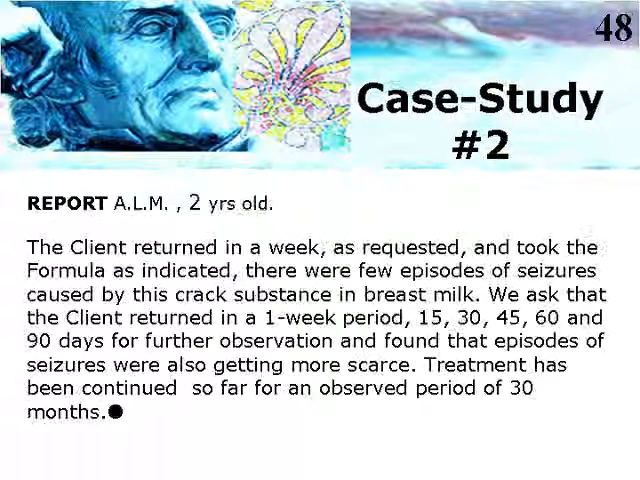 48
Case-Study
#2
REPORT A.L.M. , 2 yrs old.
The Client returned in a week, as requested, and took the
Formula as indicated, there were few episodes of seizures
caused by this crack substance in breast milk. We ask that
the Client returned in a 1-week period, 15, 30, 45, 60 and
90 days for further observation and found that episodes of
seizures were also getting more scarce. Treatment has
been continued  so far for an observed period of 30
months.●